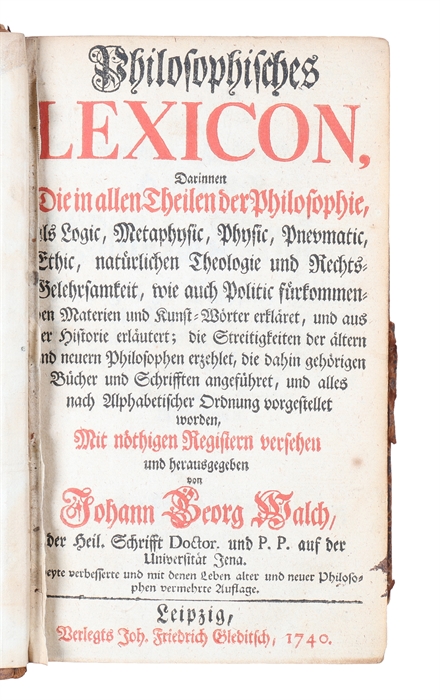 Philosophisches
LEXICON,
Darinnen
Die in allen Theilen der Philosophie,
als Logic, Metaphysic, Physic, Pnevmatic,
Ethic, natürlichen Theologie und Rechts-
Gelehrsamkeit, wie auch Politic fürkommen-
den Materien und Kunst-Wörter erkläret, und aus
der Historie erläutert; die Streitigkeiten der ältern
und neuern Philosophen erzehlet, die dahin gehörigen
Bücher und Schrifften angeführet, und alles
nach Alphabetischer Ordnung vorgestellet
worden,
Mit nöthigen Registern versehen
und herausgegeben
von
Johann Georg Walch,
der Heil. Schrifft Doctor. und P. P. auf der
Universität Jena.
Zweyte verbesserte und mit denen Leben alter und neuer Philoso-
phen vermehrte Auflage.
Leipzig,
Verlegts Joh. Friedrich Gleditsch, 1740.